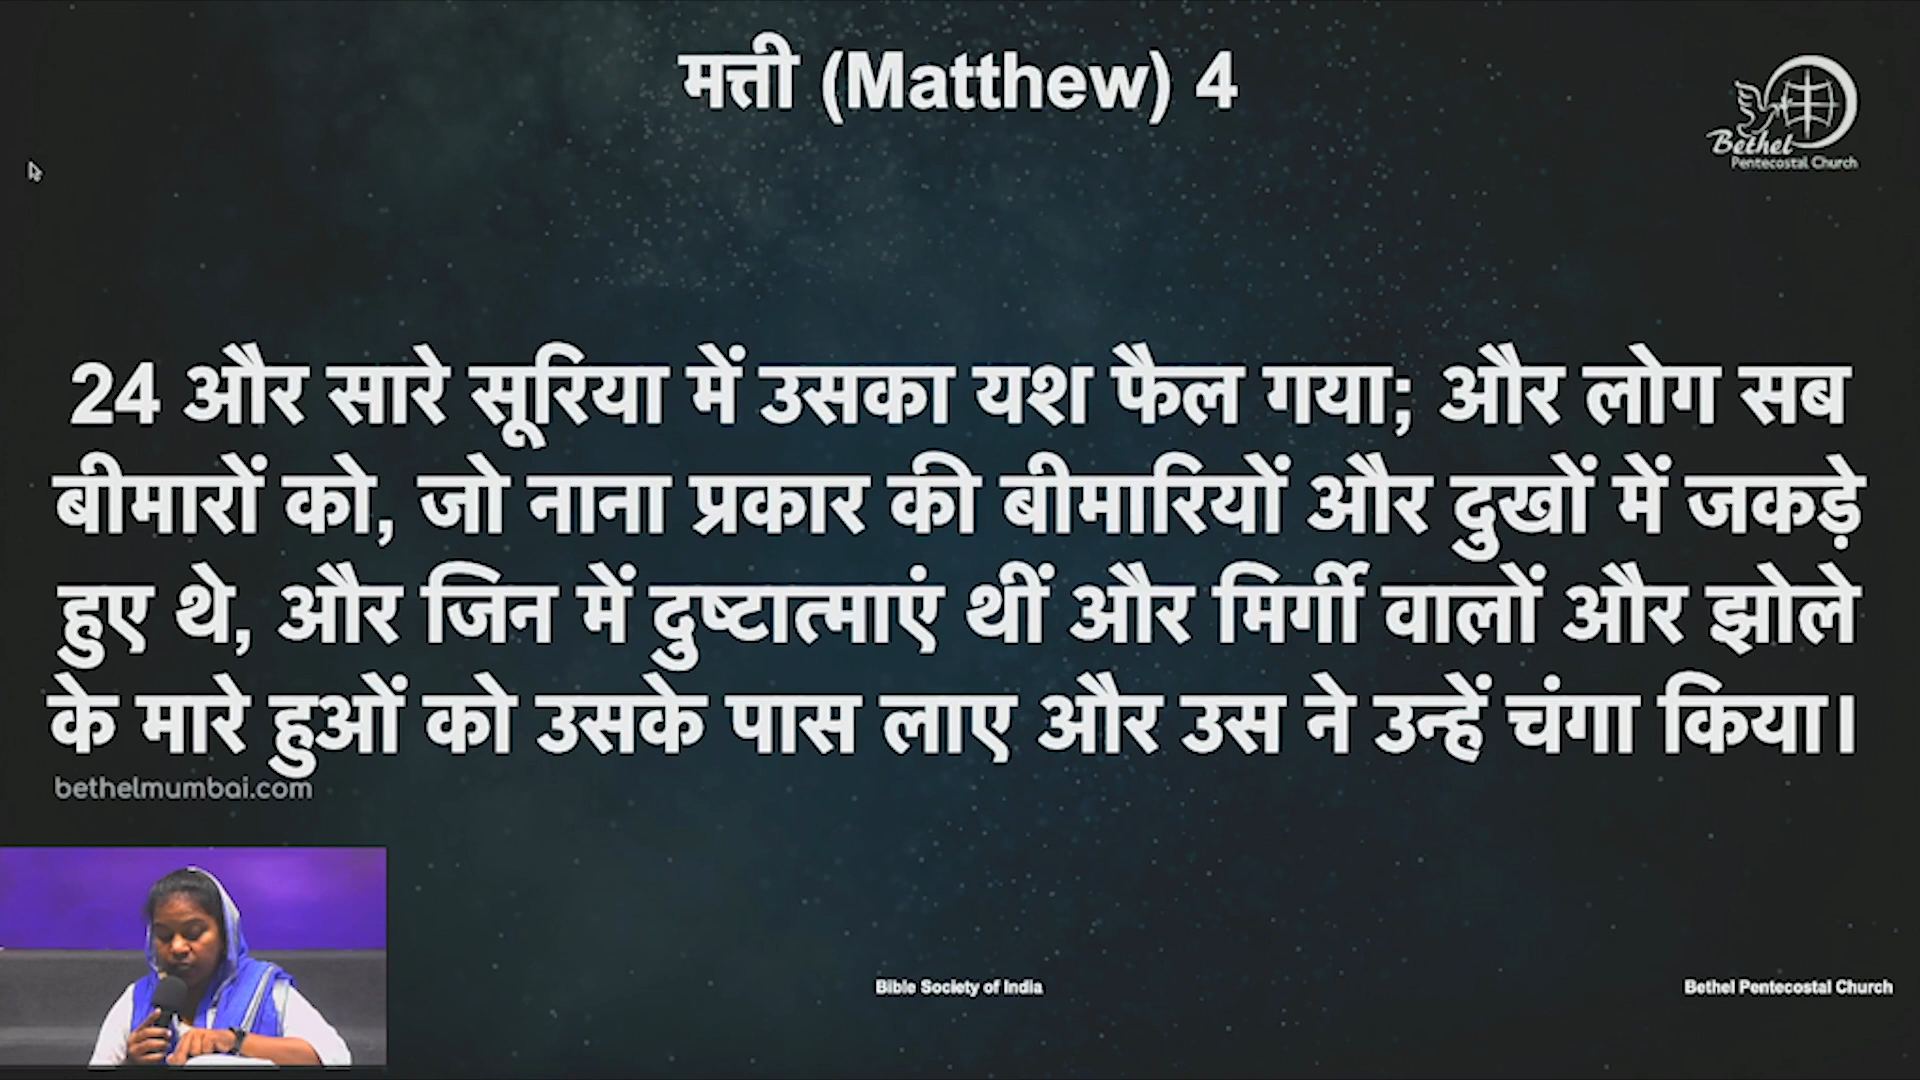 मत्ती (Matthew) 4
Bethel
Pentecostal Church
24 और सारे सूरिया में उसका यश फैल गया; और लोग सब
बीमारों को, जो नाना प्रकार की बीमारियों और दुखों में जकड़े
हुए थे, और जिन में दुष्टात्माएं थीं और मिर्गी वालों और झोले
के मारे हुओं को उसके पास लाए और उस ने उन्हें चंगा किया।
bethelmumbai.com
Bible Society of India
Bethel Pentecostal Church